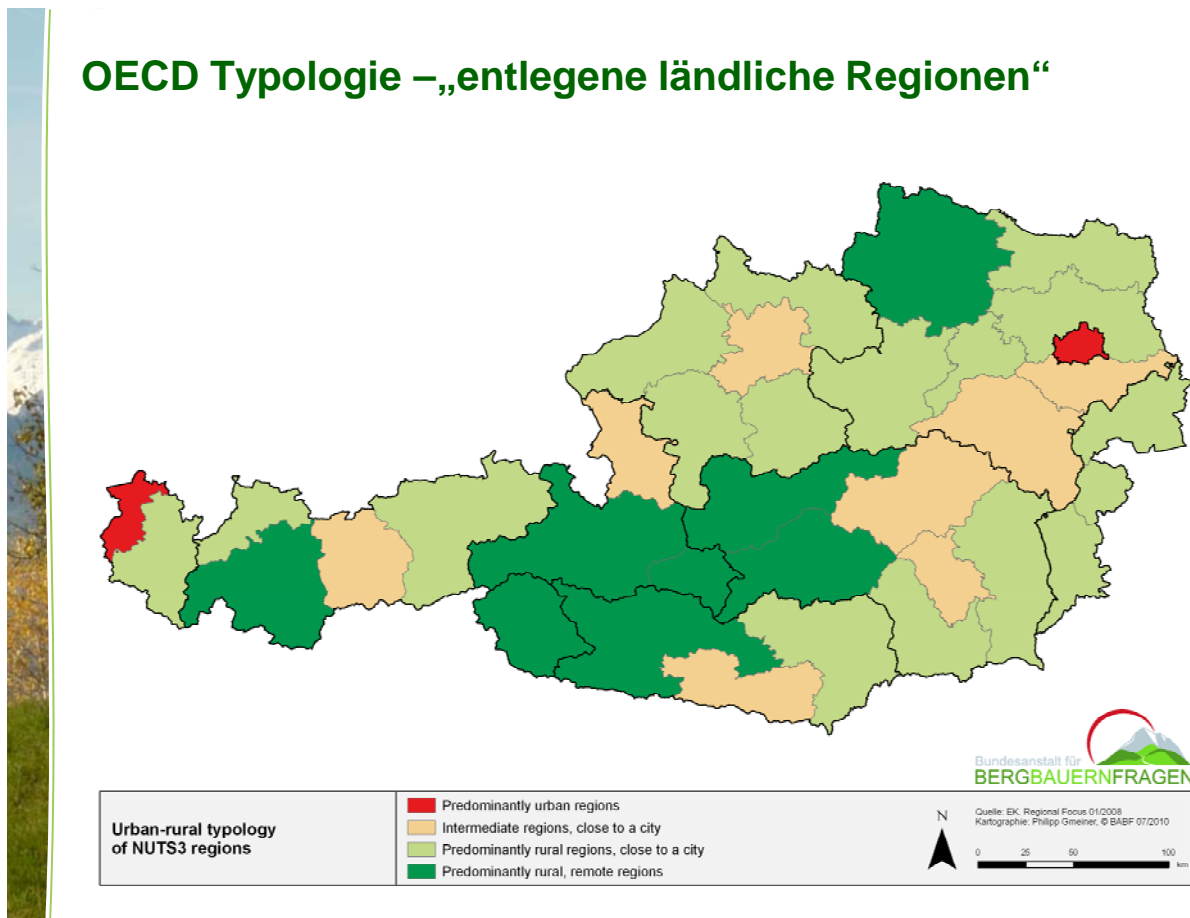 OECD Typologie –„entlegene ländliche Regionen“
Bundesanstalt für
BERGBAUERNFRAGEN
Urban-rural typology
of NUTS3 regions
Predominantly urban regions
Intermediate regions, close to a city
Predominantly rural regions, close to a city
Predominantly rural, remote regions
N
Quelle: EK. Regional Focus 01/2008
Kartographie: Philipp Gmeiner, © BABF 07/2010
0 25 50 100
km